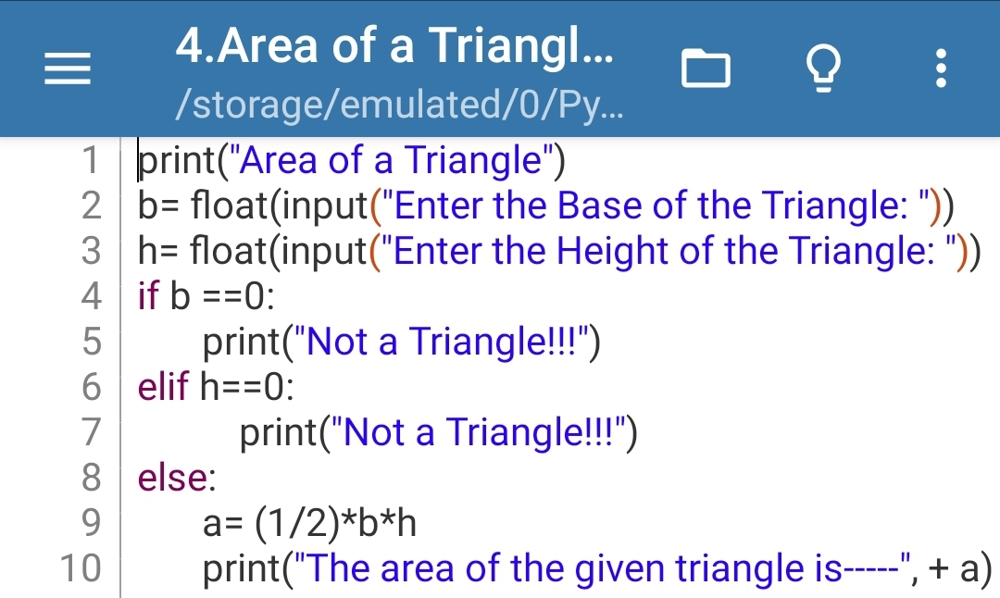 4.Area of a Triangl...
/storage/emulated/0/Py...
1 print("Area of a Triangle")
2 b= float(input("Enter the Base of the Triangle: "))
3 h= float(input("Enter the Height of the Triangle: "))
4 if b ==0:
5 print("Not a Triangle!!!")
6 elif h==0:
7 print("Not a Triangle!!!")
8 else:
9 a= (1/2)*b*h
10 print("The area of the given triangle is-----", + a)